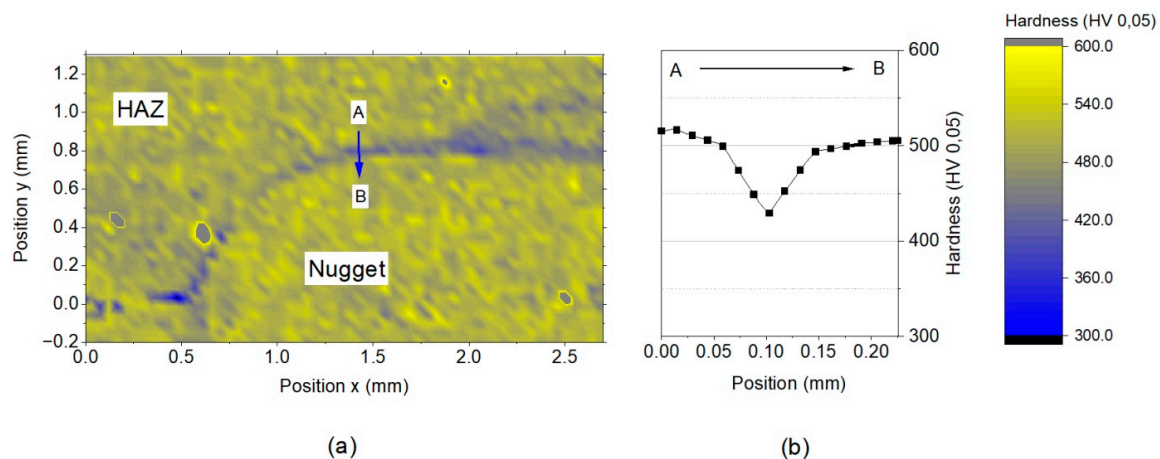 Hardness (HV 0,05)
600.0
540.0
480.0
420.0
360.0
300.0
1.2
1.0
0.8
0.6
0.4
0.2
0.0
−0.2
Position y (mm)
HAZ
A
B
Nugget
0.0 0.5 1.0 1.5 2.0 2.5
Position x (mm)
(a)
A B
600
500
400
300
Hardness (HV 0,05)
0.00 0.05 0.10 0.15 0.20
Position (mm)
(b)